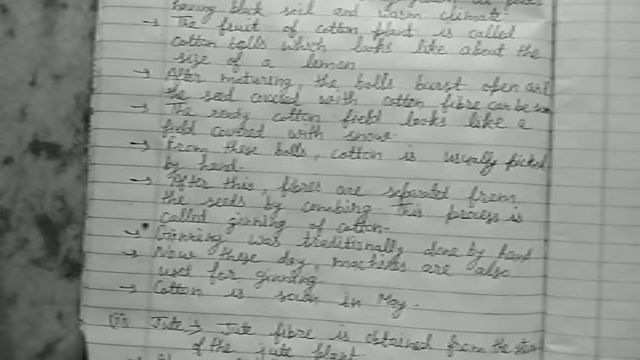 having black soil and warm climate.
→ The fruit of cotton plant is called
cotton bolls which looks like about the
size of a lemon
→ After maturing the balls burst open and
the seed covered with cotton fibre can be
→ The ready cotton field looks like a
field covered with snow.
→ From these balls, cotton is usually picked
by hand.
→ After this, fibres are separated from
the seeds by combing this process is
called ginning of cotton.
→ Ginning was traditionally done by hand
→ Now these day, machines are also
used for ginning
→ Cotton is sown in May.
Jute → Jute fibre is obtained from the stem
of the jute plant